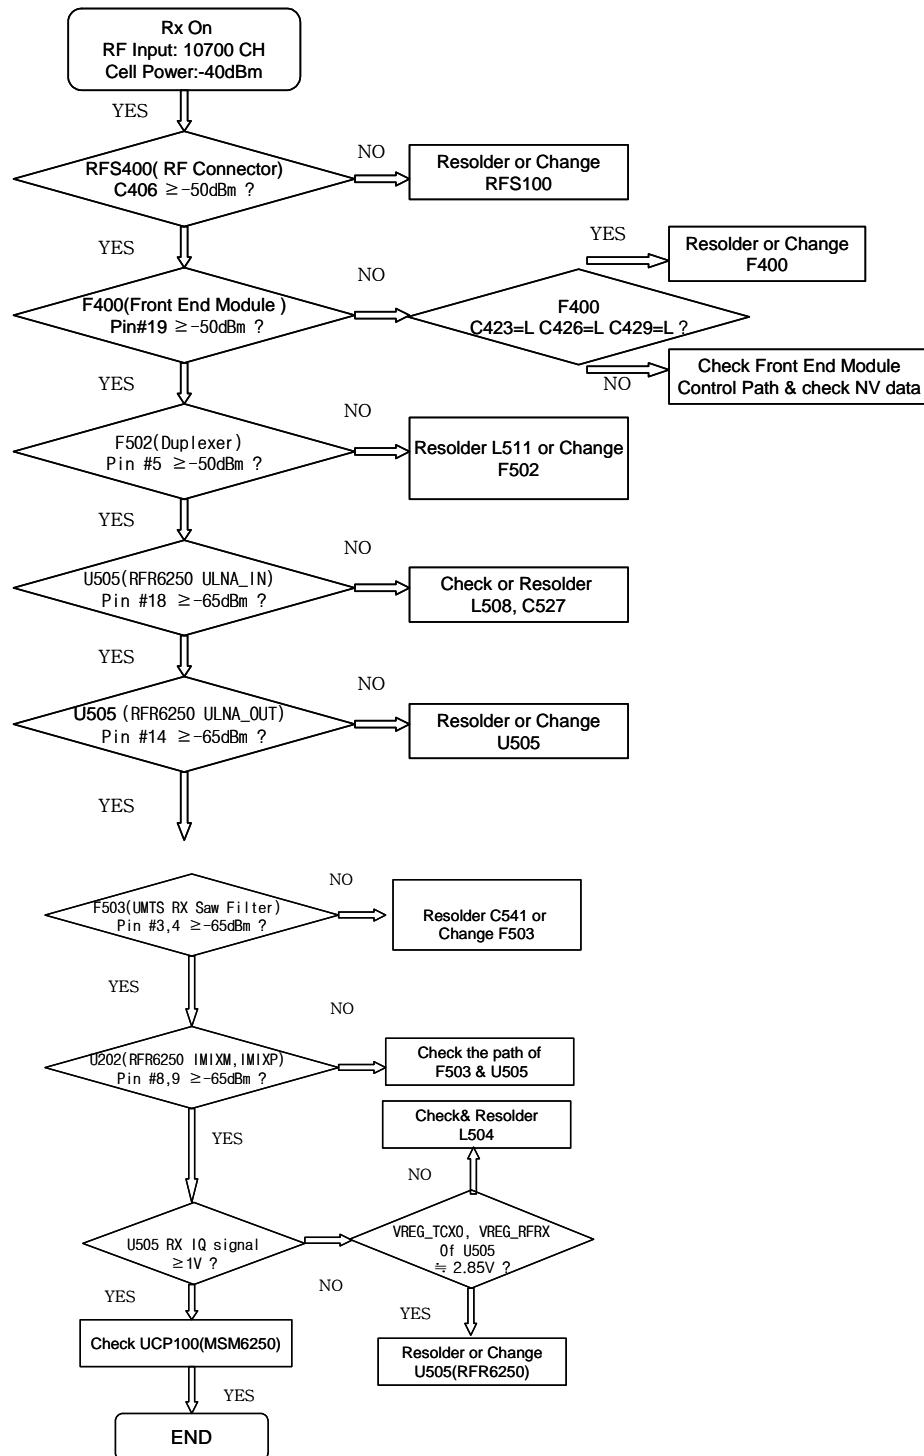 Rx On
RF Input: 10700 CH
Cell Power:-40dBm
YES
RFS400( RF Connector)
C406 ≥-50dBm ?
NO
Resolder or Change
RFS100
YES
F400(Front End Module )
Pin#19 ≥-50dBm ?
NO
F400
C423=L C426=L C429=L ?
YES
Resolder or Change
F400
NO
Check Front End Module
Control Path & check NV data
YES
F502(Duplexer)
Pin #5 ≥-50dBm ?
NO
Resolder L511 or Change
F502
YES
U505(RFR6250 ULNA_IN)
Pin #18 ≥-65dBm ?
NO
Check or Resolder
L508, C527
YES
U505 (RFR6250 ULNA_OUT)
Pin #14 ≥-65dBm ?
NO
Resolder or Change
U505
YES
F503(UMTS RX Saw Filter)
Pin #3,4 ≥-65dBm ?
NO
Resolder C541 or
Change F503
YES
U202(RFR6250 IMIXM,IMIXP)
Pin #8,9 ≥-65dBm ?
NO
Check the path of
F503 & U505
YES
U505 RX IQ signal
≥1V ?
NO
VREG_TCXO, VREG_RFRX
Of U505
≒ 2.85V ?
NO
Check& Resolder
L504
YES
Resolder or Change
U505(RFR6250)
YES
Check UCP100(MSM6250)
YES
END